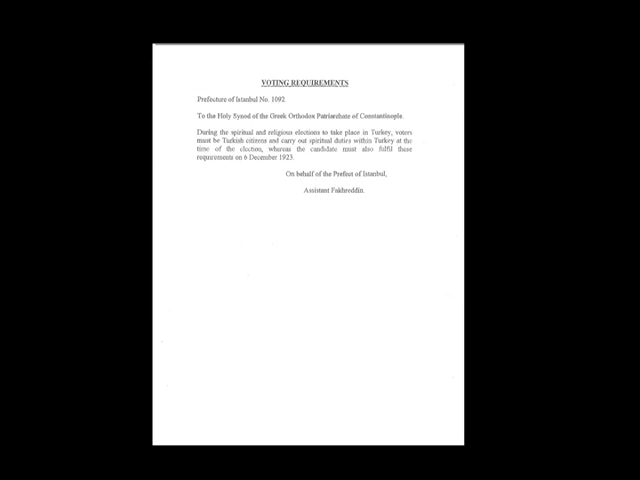 VOTING REQUIREMENTS
Prefecture of Istanbul No. 1092.
To the Holy Synod of the Greek Orthodox Patriarchate of Constantinople.
During the spiritual and religious elections to take place in Turkey, voters
must be Turkish citizens and carry out spiritual duties within Turkey at the
time of the election, whereas the candidate must also fulfil these
requirements on 6 December 1923.
On behalf of the Prefect of Istanbul,
Assistant Fakhreddin.